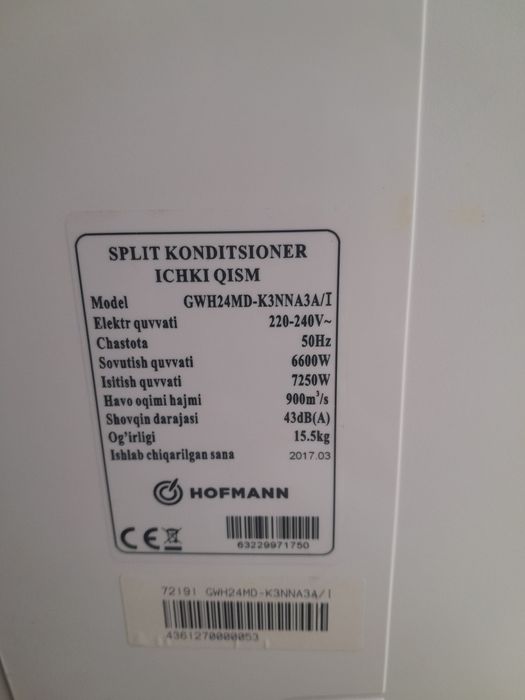 SPLIT KONDITSIONER
ICHKI QISM
Model GWH24MD-K3NNA3A/I
Elektr quvvati 220-240V~
Chastota 50Hz
Sovutish quvvati 6600W
Isitish quvvati 7250W
Havo oqimi hajmi 900m³/s
Shovqin darajasi 43dB(A)
Og'irligi 15.5kg
Ishlab chiqarilgan sana 2017.03
HOFMANN
CE
63229971750
72191 GWH24MD-K3NNA3A/I
4361270000053